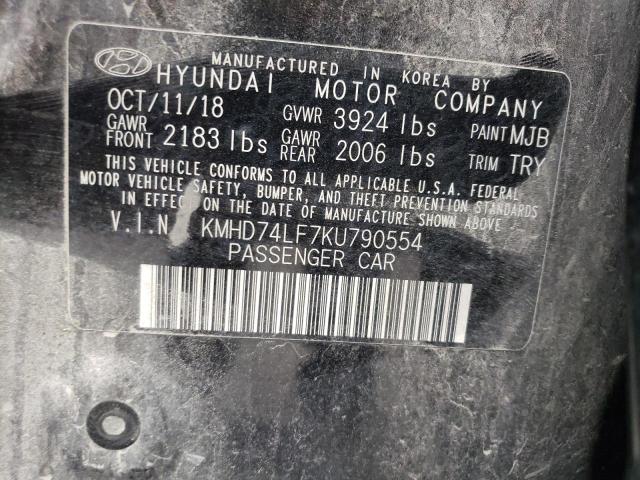 MANUFACTURED IN KOREA BY
HYUNDAI MOTOR COMPANY
OCT/11/18 GVWR 3924 lbs PAINT MJB
GAWR FRONT 2183 lbs GAWR REAR 2006 lbs TRIM TRY
THIS VEHICLE CONFORMS TO ALL APPLICABLE U.S.A. FEDERAL
MOTOR VEHICLE SAFETY, BUMPER, AND THEFT PREVENTION STANDARDS
IN EFFECT ON THE DATE OF MANUFACTURE SHOWN ABOVE
V.I.N KMHD74LF7KU790554
PASSENGER CAR